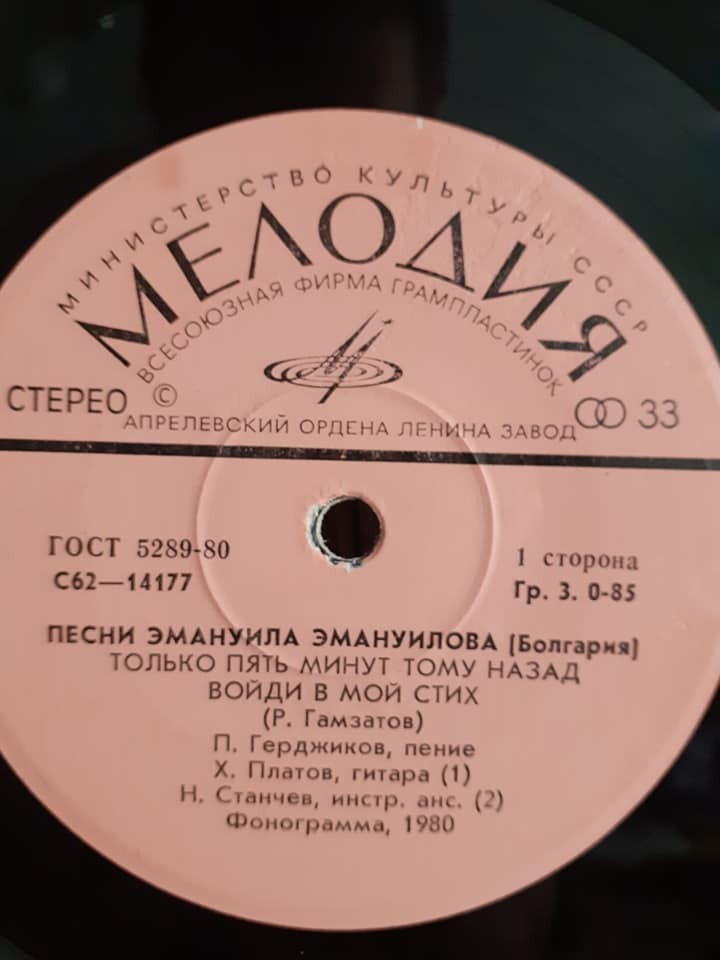 МИНИСТЕРСТВО КУЛЬТУРЫ СССР
МЕЛОДИЯ
ВСЕСОЮЗНАЯ ФИРМА ГРАМПЛАСТИНОК
СТЕРЕО © 33
АПРЕЛЕВСКИЙ ОРДЕНА ЛЕНИНА ЗАВОД
ГОСТ 5289-80
С62—14177
1 сторона
Гр. 3. 0-85
ПЕСНИ ЭМАНУИЛА ЭМАНУИЛОВА (Болгария)
ТОЛЬКО ПЯТЬ МИНУТ ТОМУ НАЗАД
ВОЙДИ В МОЙ СТИХ
(Р. Гамзатов)
П. Герджиков, пение
Х. Платов, гитара (1)
Н. Станчев, инстр. анс. (2)
Фонограмма, 1980